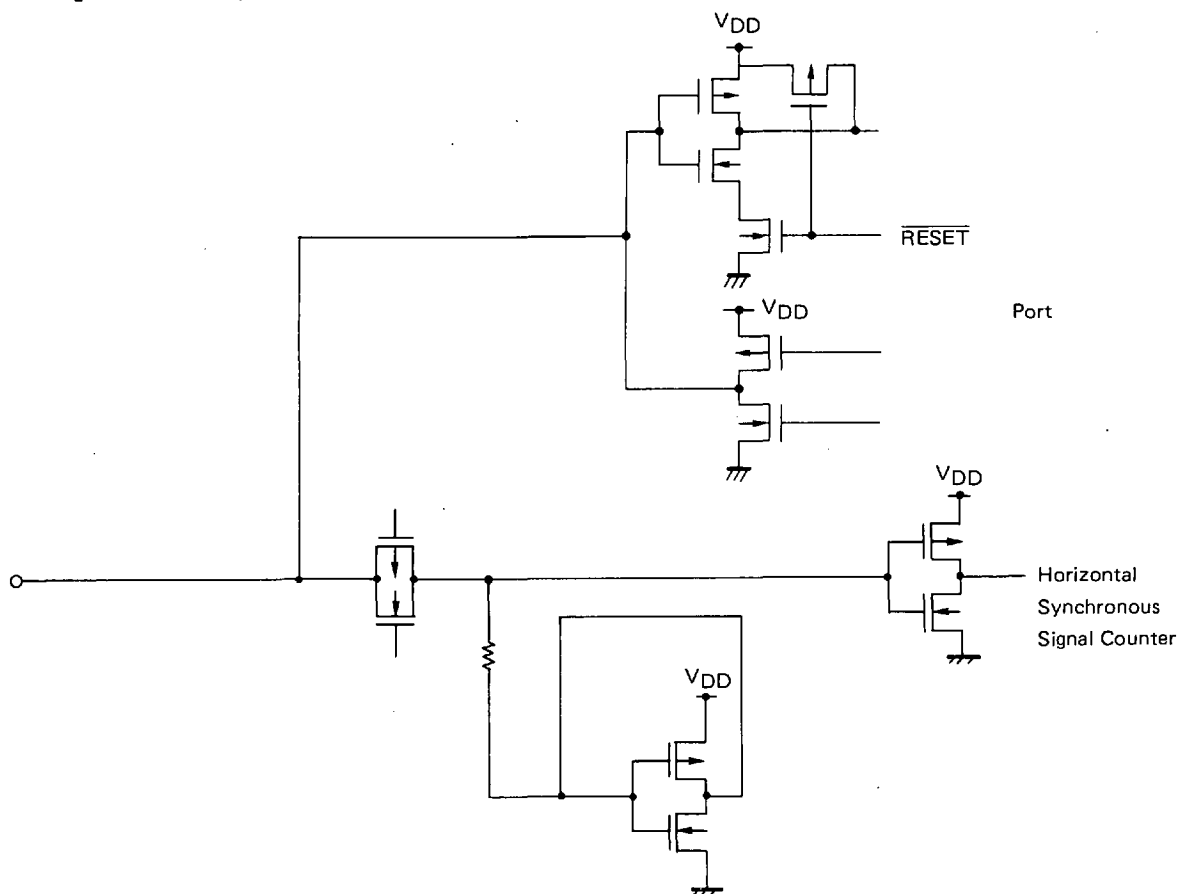 VDD
RESET
VDD
Port
VDD
Horizontal
Synchronous
Signal Counter
VDD